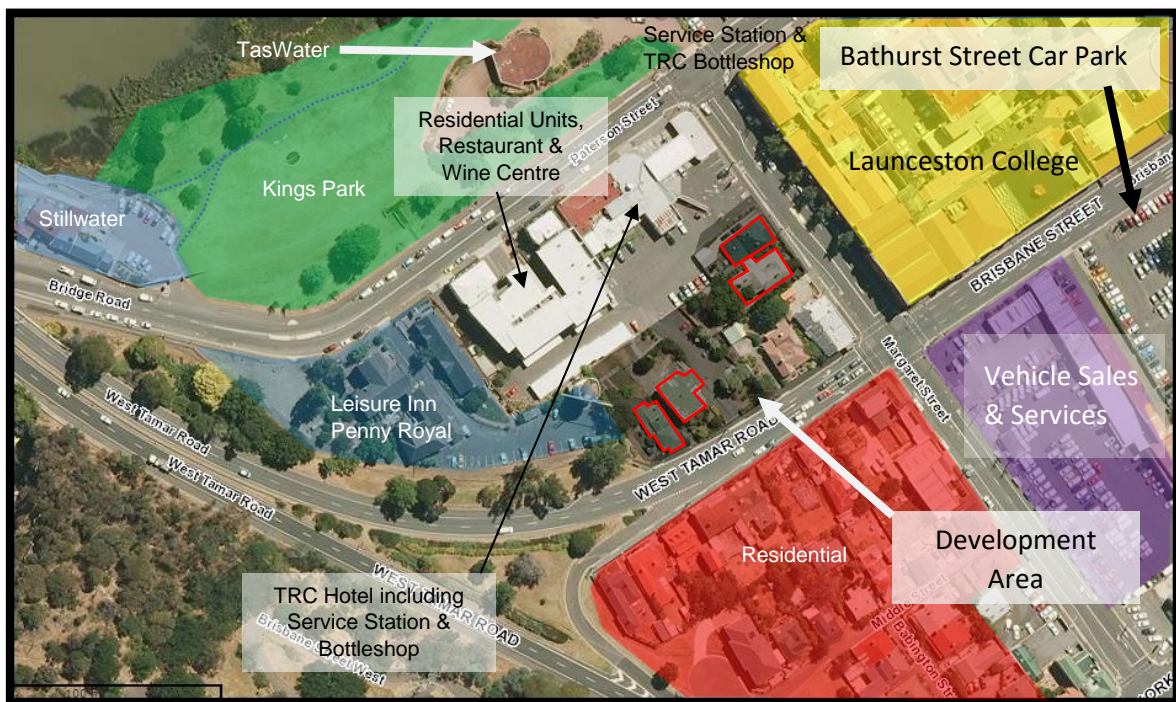 TasWater
Service Station &
TRC Bottleshop
Bathurst Street Car Park
Residential Units,
Restaurant &
Wine Centre
Paterson Street
Launceston College
Kings Park
Stillwater
Bridge Road
BRISBANE STREET
Brisbane
Margaret Street
Vehicle Sales
& Services
Leisure Inn
Penny Royal
West Tamar Road
West Tamar Road
WEST TAMAR ROAD
Residential
Development
Area
TRC Hotel including
Service Station &
Bottleshop
WEST TAMAR ROAD
Brisbane Street West
Middle Street
Babington Str
YORK